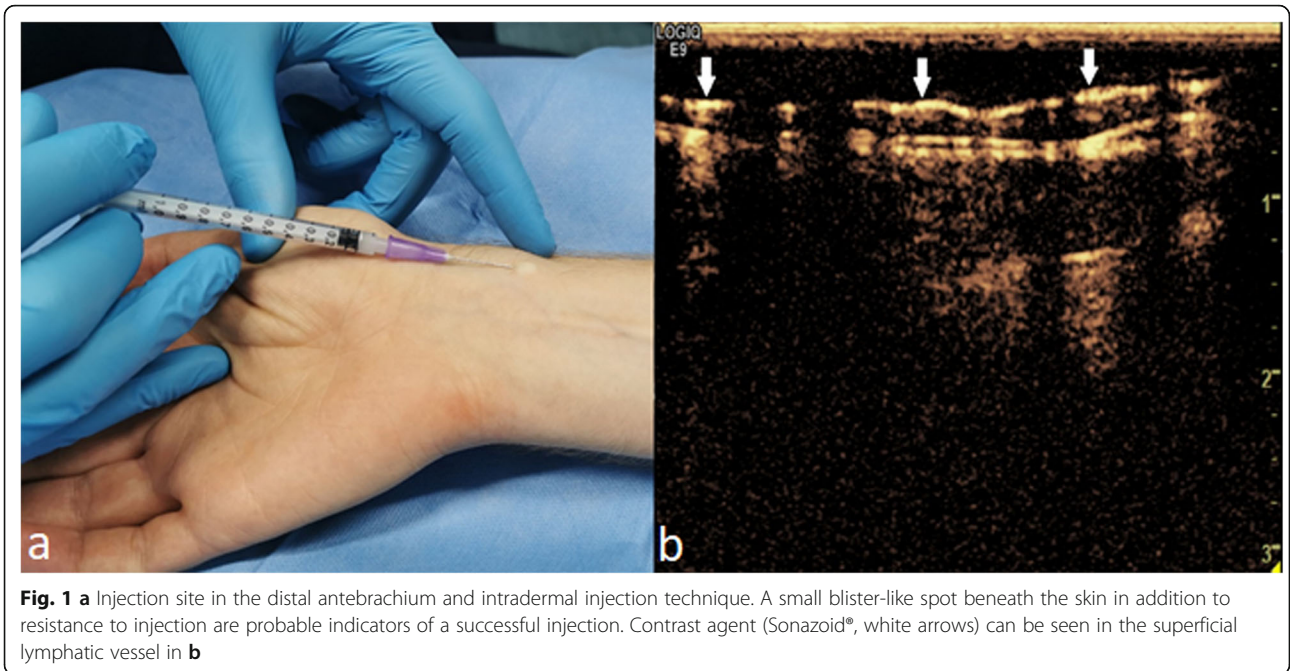 LOGIQ
E9
1
2
3
a
b
Fig. 1 a Injection site in the distal antebrachium and intradermal injection technique. A small blister-like spot beneath the skin in addition to
resistance to injection are probable indicators of a successful injection. Contrast agent (Sonazoid®, white arrows) can be seen in the superficial
lymphatic vessel in b